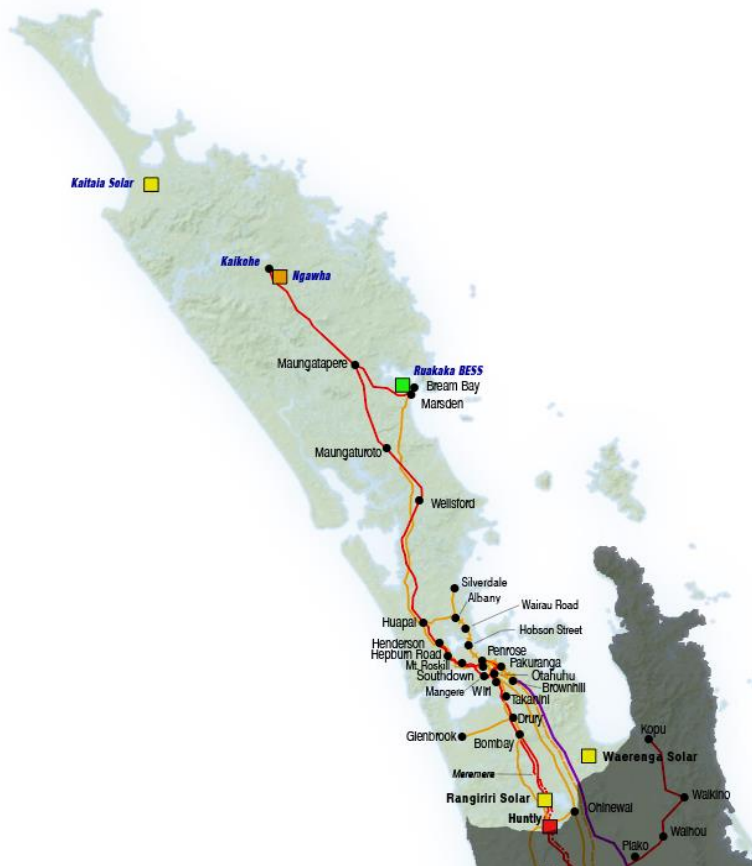 Kaitaia Solar
Kaikohe
Ngawha
Maungatapere
Ruakaka BESS
Bream Bay
Marsden
Maungaturoto
Wellsford
Silverdale
Albany
Wairau Road
Huapai
Hobson Street
Henderson
Hepburn Road
Penrose
Mt Roskill
Pakuranga
Southdown
Otahuhu
Mangere
Wiri
Brownhill
Takanini
Drury
Glenbrook
Bombay
Kopu
Waerenga Solar
Meremere
Rangiriri Solar
Ohinewai
Waikino
Huntly
Waihou
Piako